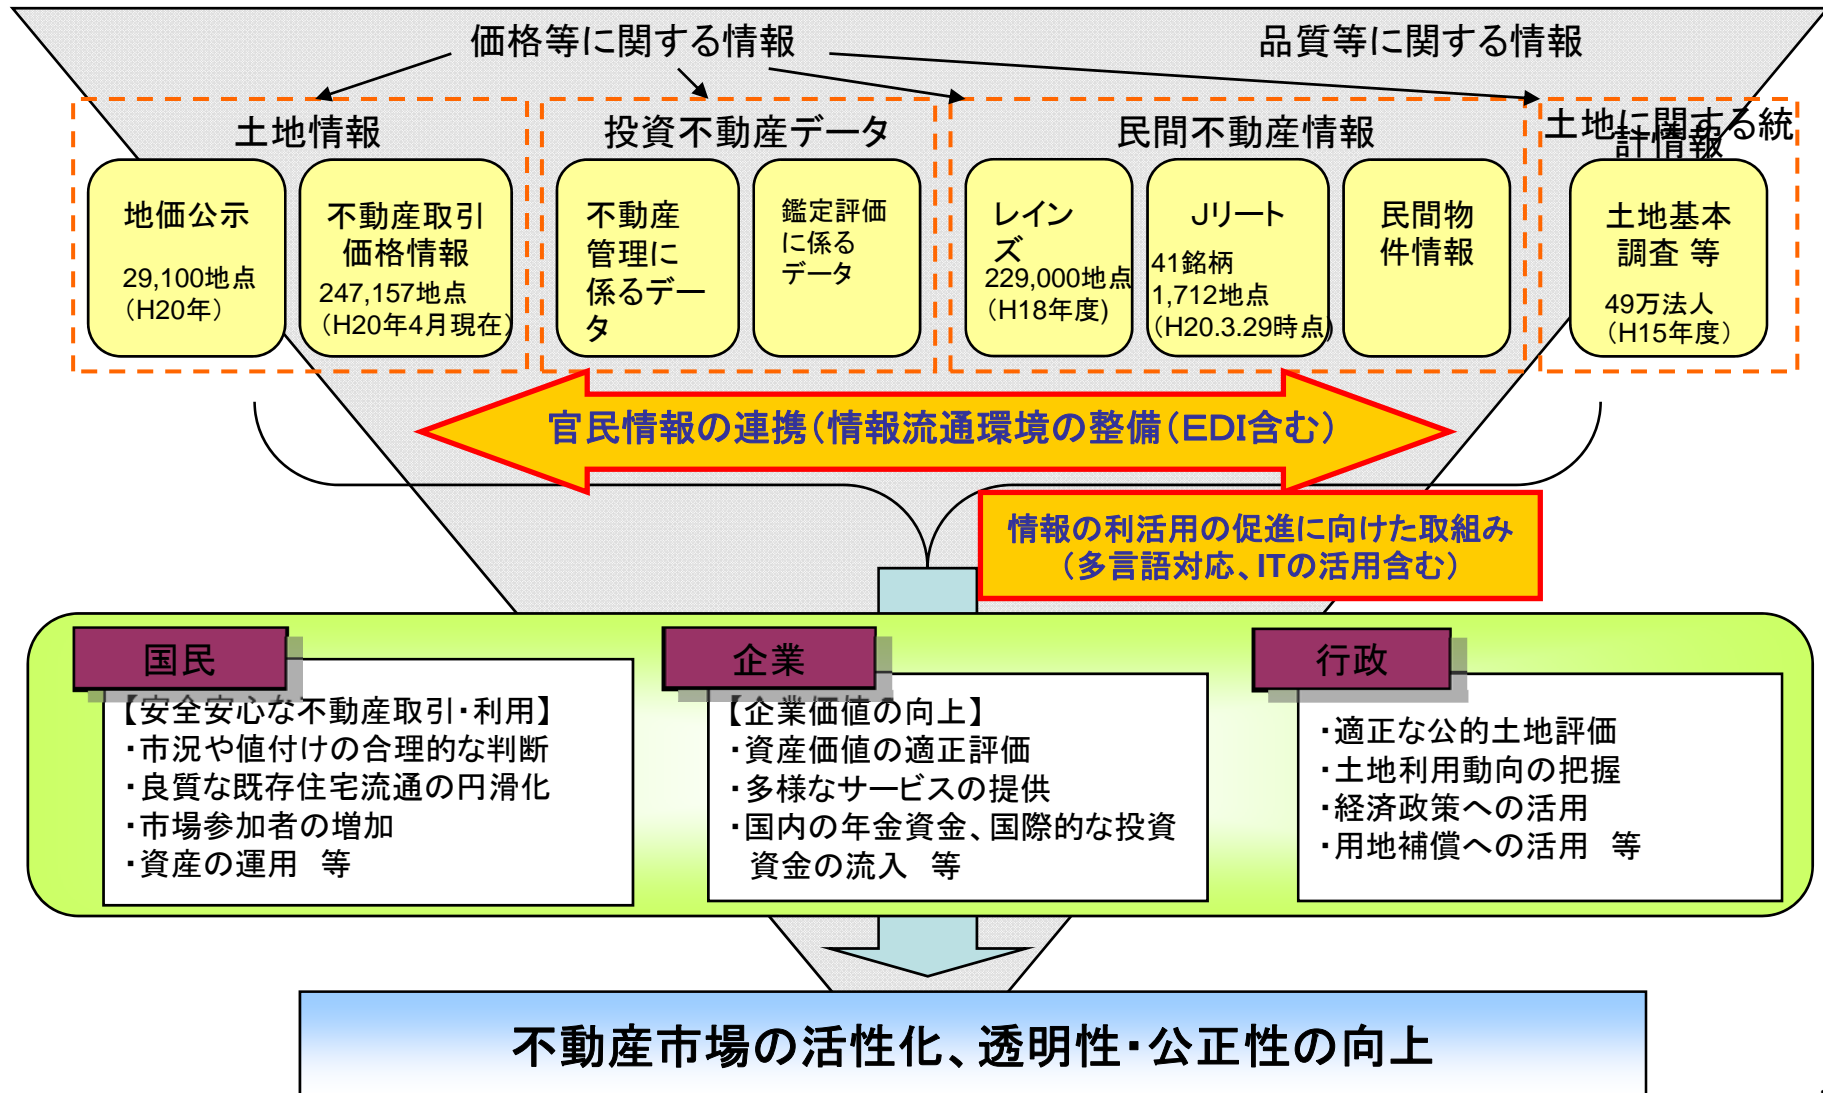 価格等に関する情報
品質等に関する情報
土地情報
投資不動産データ
民間不動産情報
土地に関する統
計情報
地価公示
29,100地点
(H20年)
不動産取引
価格情報
247,157地点
(H20年4月現在)
不動産
管理に
係るデー
タ
鑑定評価
に係る
データ
レイン
ズ
229,000地点
(H18年度)
Jリート
41銘柄
1,712地点
(H20.3.29時点)
民間物
件情報
土地基本
調査 等
49万法人
(H15年度)
官民情報の連携(情報流通環境の整備(EDI含む)
情報の利活用の促進に向けた取組み
(多言語対応、ITの活用含む)
国民
【安全安心な不動産取引・利用】
・市況や値付けの合理的な判断
・良質な既存住宅流通の円滑化
・市場参加者の増加
・資産の運用 等
企業
【企業価値の向上】
・資産価値の適正評価
・多様なサービスの提供
・国内の年金資金、国際的な投資
資金の流入 等
行政
・適正な公的土地評価
・土地利用動向の把握
・経済政策への活用
・用地補償への活用 等
不動産市場の活性化、透明性・公正性の向上